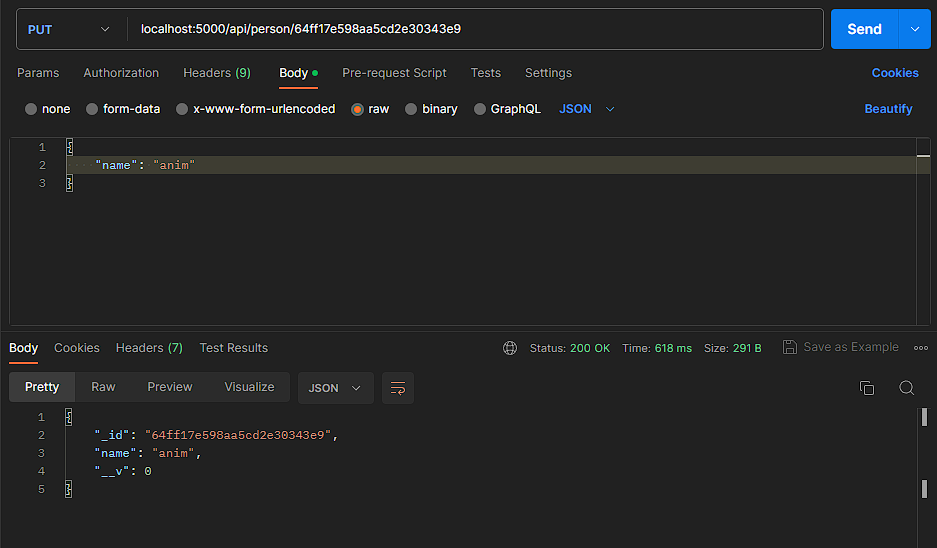 PUT localhost:5000/api/person/64ff17e598aa5cd2e30343e9 Send
Params Authorization Headers (9) Body Pre-request Script Tests Settings Cookies
none form-data x-www-form-urlencoded raw binary GraphQL JSON Beautify
1 {
2 "name": "anim"
3 }
Body Cookies Headers (7) Test Results Status: 200 OK Time: 618 ms Size: 291 B Save as Example
Pretty Raw Preview Visualize JSON
1 {
2 "_id": "64ff17e598aa5cd2e30343e9",
3 "name": "anim",
4 "__v": 0
5 }